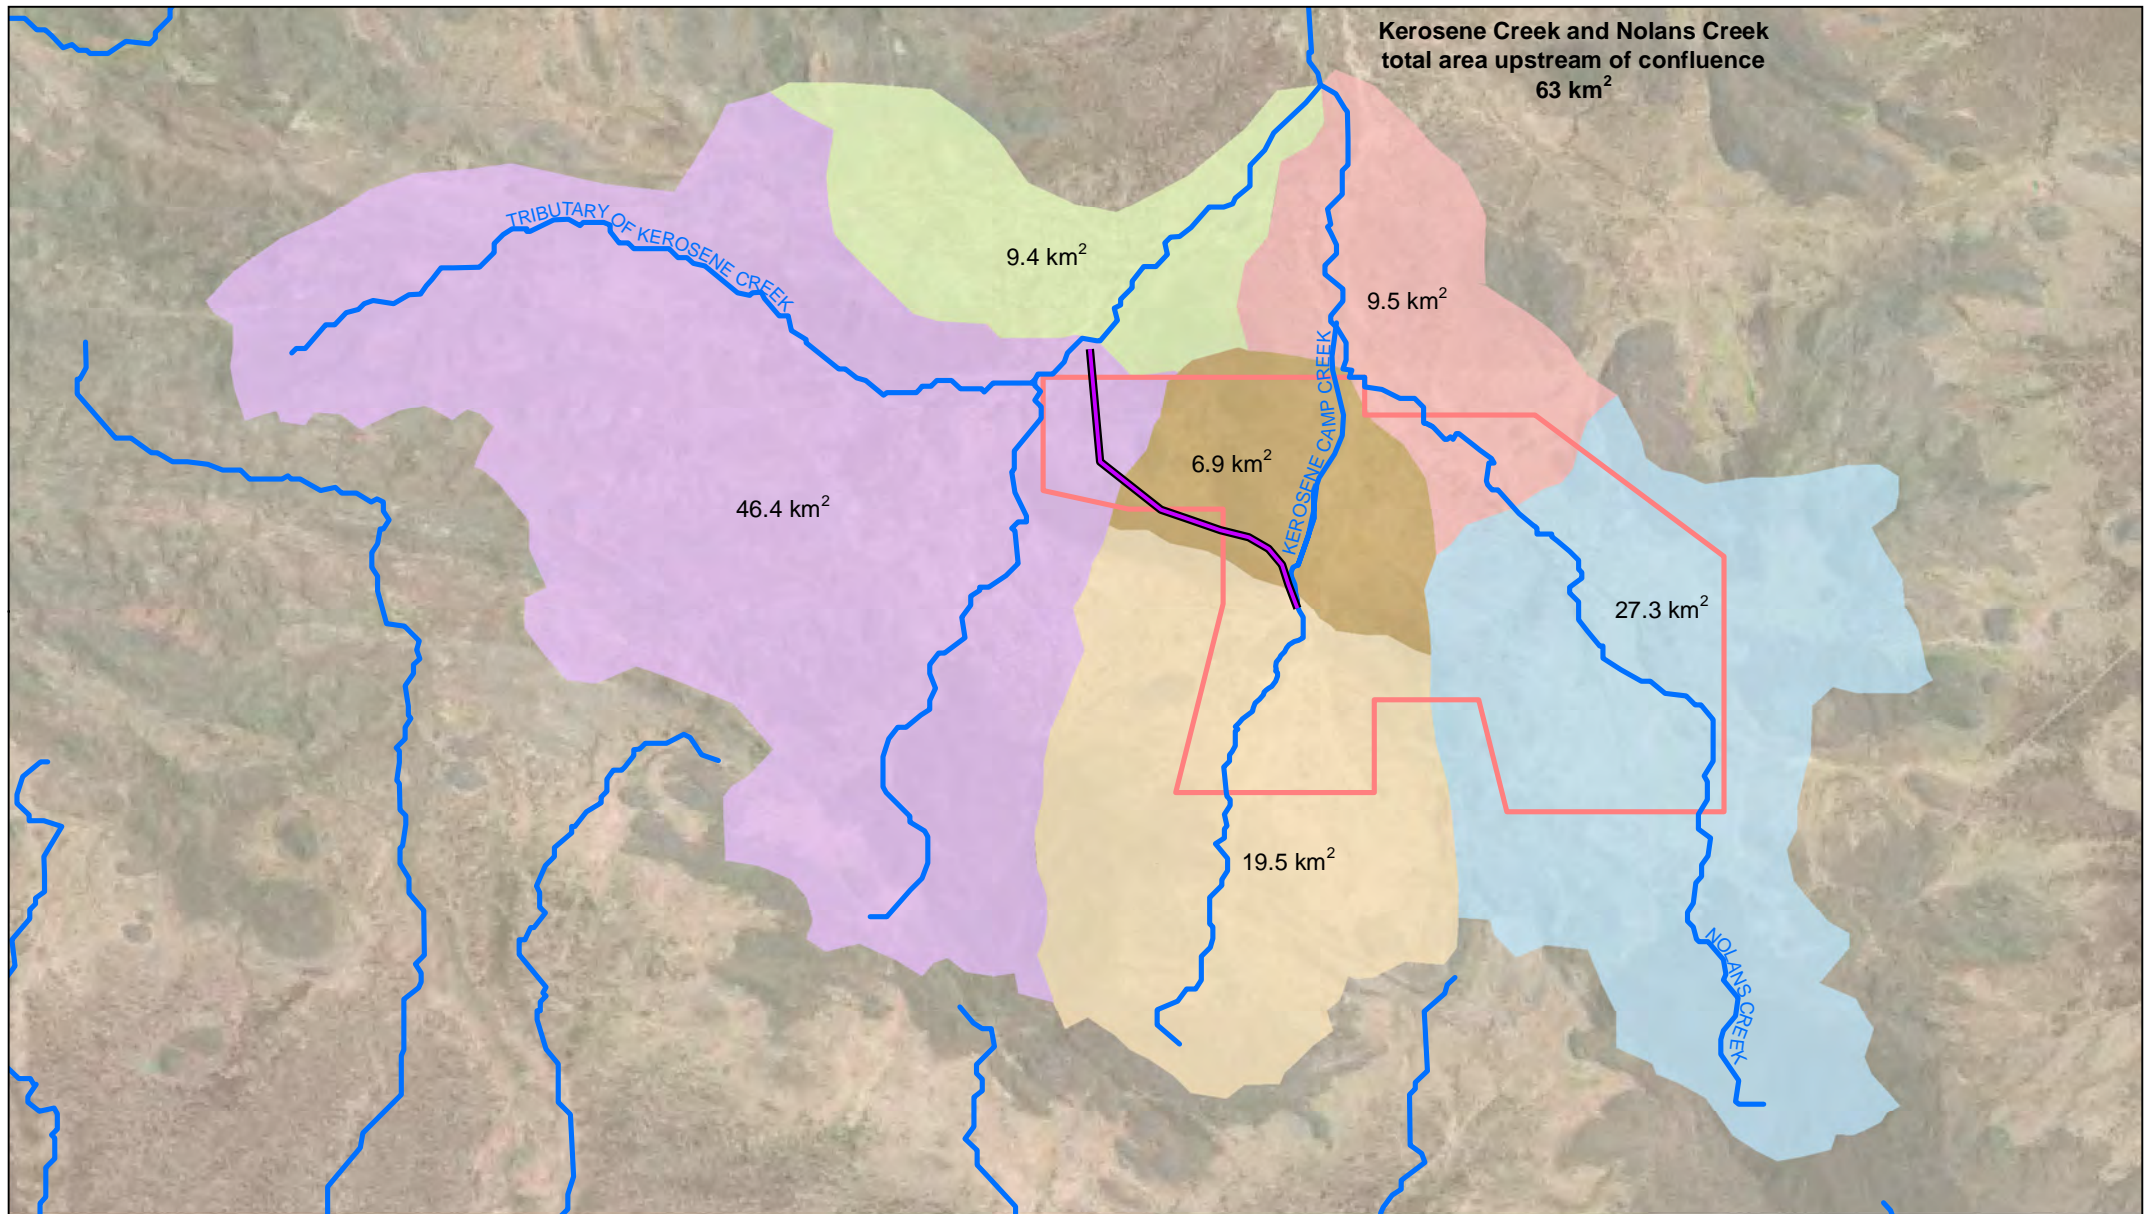 Kerosene Creek and Nolans Creek
total area upstream of confluence
63 km²
TRIBUTARY OF KEROSENE CREEK
9.4 km²
9.5 km²
KEROSENE CAMP CREEK
6.9 km²
46.4 km²
27.3 km²
19.5 km²
NOLANS CREEK